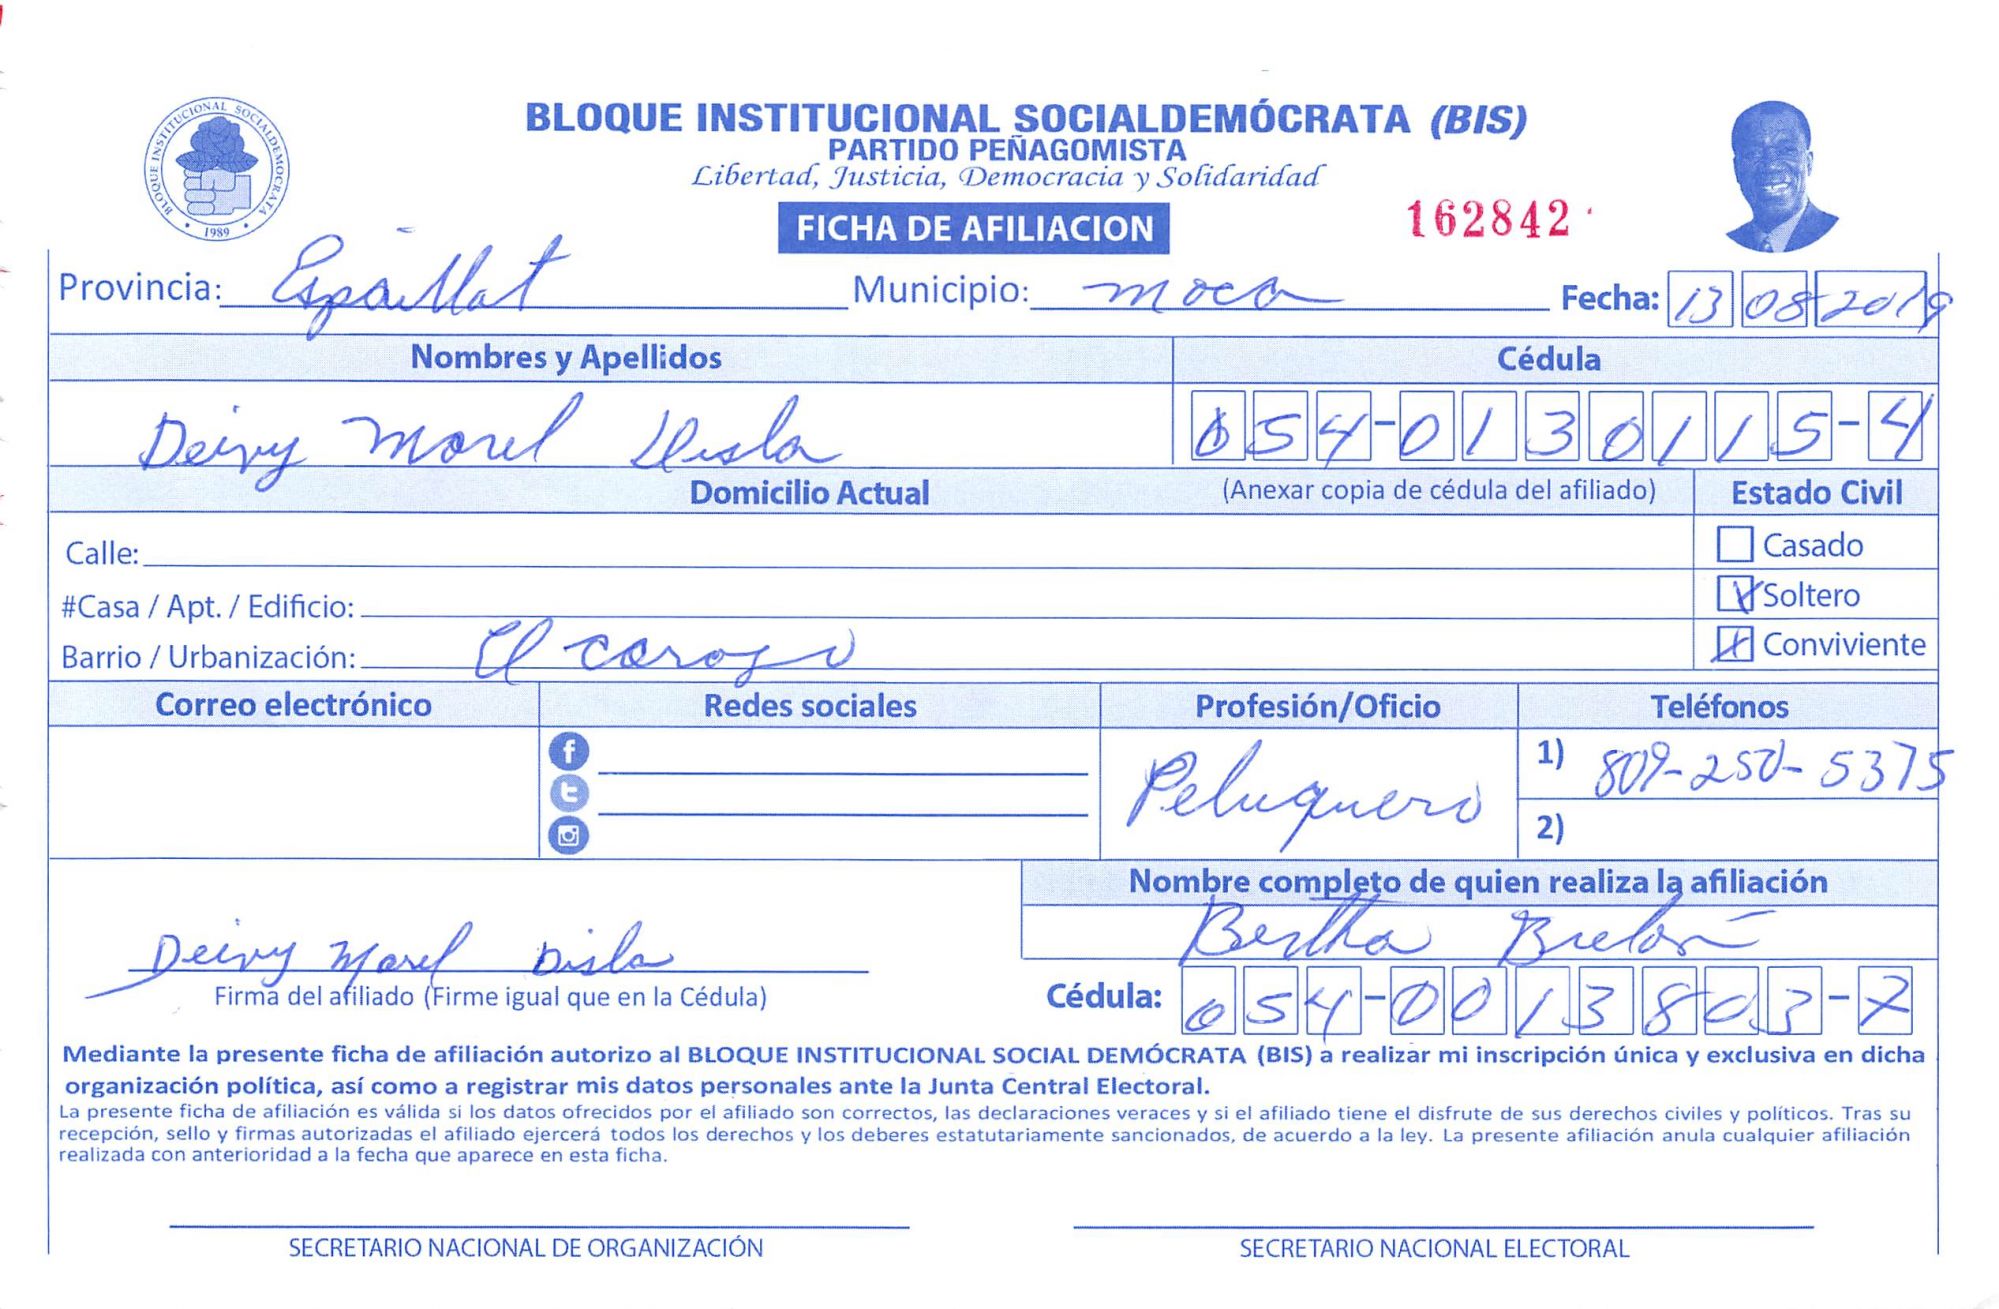 BLOQUE INSTITUCIONAL SOCIALDEMOCRATA
1989
BLOQUE INSTITUCIONAL SOCIALDEMÓCRATA (BIS)
PARTIDO PEÑAGOMISTA
Libertad, Justicia, Democracia y Solidaridad
FICHA DE AFILIACION
162842
Provincia: Espaillat Municipio: moca Fecha: 13 08 2019
Nombres y Apellidos Cédula
Deivy Morel Disla 054-0130115-4
Domicilio Actual (Anexar copia de cédula del afiliado) Estado Civil
Calle: Casado
#Casa / Apt. / Edificio: Soltero
Barrio / Urbanización: El Conviviente
Correo electrónico Redes sociales Profesión/Oficio Teléfonos
Peluquero 1) 809-250-5375
2)
Nombre completo de quien realiza la afiliación
Deivy Morel Disla Bertha Bretón
Firma del afiliado (Firme igual que en la Cédula) Cédula: 054-0013803-7
Mediante la presente ficha de afiliación autorizo al BLOQUE INSTITUCIONAL SOCIAL DEMÓCRATA (BIS) a realizar mi inscripción única y exclusiva en dicha
organización política, así como a registrar mis datos personales ante la Junta Central Electoral.
La presente ficha de afiliación es válida si los datos ofrecidos por el afiliado son correctos, las declaraciones veraces y si el afiliado tiene el disfrute de sus derechos civiles y políticos. Tras su
recepción, sello y firmas autorizadas el afiliado ejercerá todos los derechos y los deberes estatutariamente sancionados, de acuerdo a la ley. La presente afiliación anula cualquier afiliación
realizada con anterioridad a la fecha que aparece en esta ficha.
SECRETARIO NACIONAL DE ORGANIZACIÓN SECRETARIO NACIONAL ELECTORAL